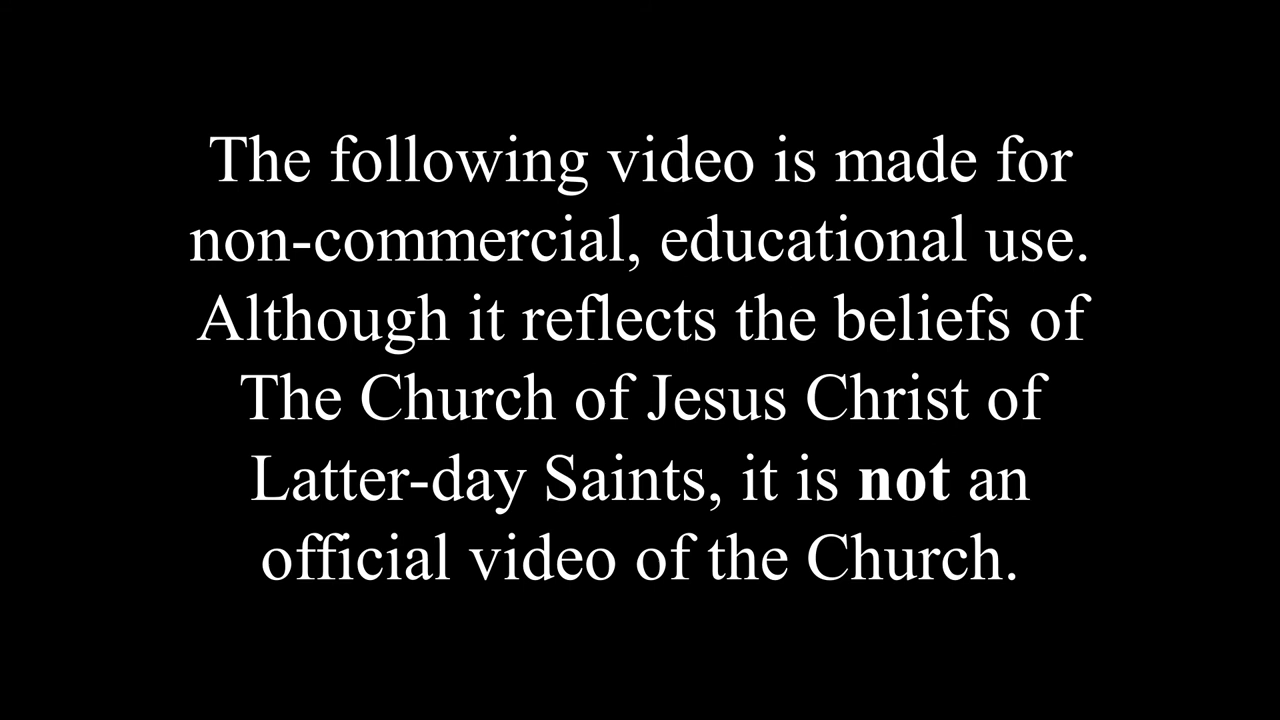 The following video is made for
non-commercial, educational use.
Although it reflects the beliefs of
The Church of Jesus Christ of
Latter-day Saints, it is not an
official video of the Church.